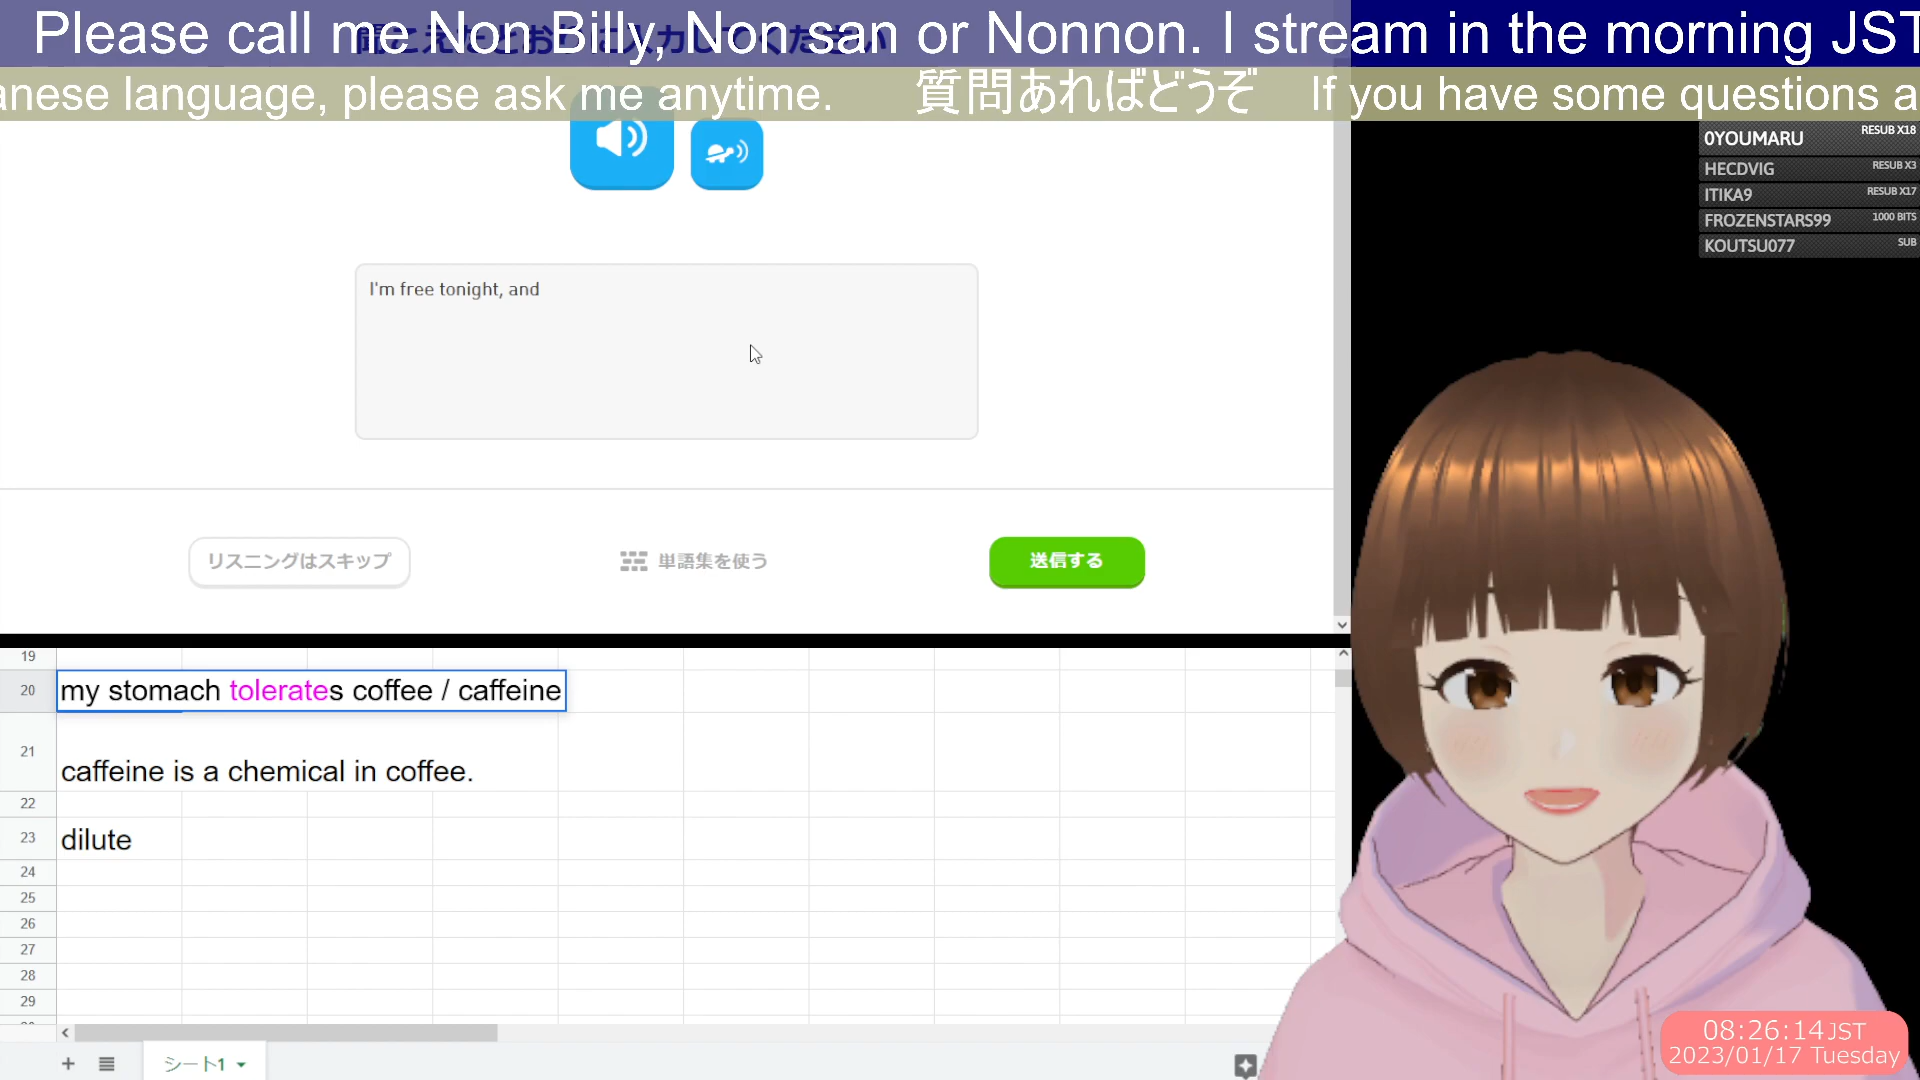 Please call me Non Billy, Non san or Nonnon. I stream in the morning JST
anese language, please ask me anytime. 質問あればどうぞ If you have some questions a
0YOUMARU RESUB X18
HECDVIG RESUB X3
ITIKA9 RESUB X17
FROZENSTARS99 1000 BITS
KOUTSU077 SUB
I'm free tonight, and
リスニングはスキップ
単語集を使う
送信する
19
20 my stomach tolerates coffee / caffeine
21 caffeine is a chemical in coffee.
22
23 dilute
24
25
26
27
28
29
シート1
08:26:14 JST
2023/01/17 Tuesday